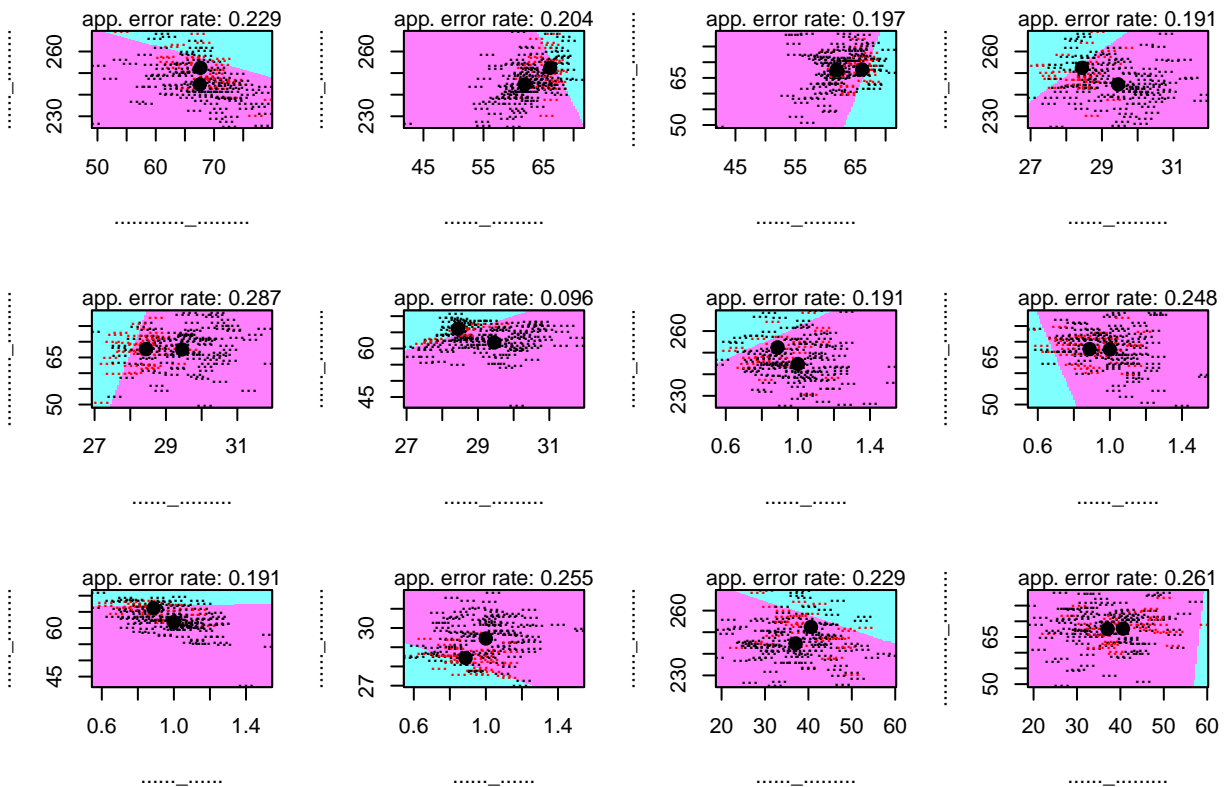 app. error rate: 0.229
260
230
50 60 70
............_.........
app. error rate: 0.204
260
230
45 55 65
......_.........
app. error rate: 0.197
65
50
45 55 65
......_.........
app. error rate: 0.191
260
230
27 29 31
......_.........
app. error rate: 0.287
65
50
27 29 31
......_.........
app. error rate: 0.096
60
45
27 29 31
......_.........
app. error rate: 0.191
260
230
0.6 1.0 1.4
......_......
app. error rate: 0.248
65
50
0.6 1.0 1.4
......_......
app. error rate: 0.191
60
45
0.6 1.0 1.4
......_......
app. error rate: 0.255
30
27
0.6 1.0 1.4
......_......
app. error rate: 0.229
260
230
20 30 40 50 60
......_.........
app. error rate: 0.261
65
50
20 30 40 50 60
......_.........